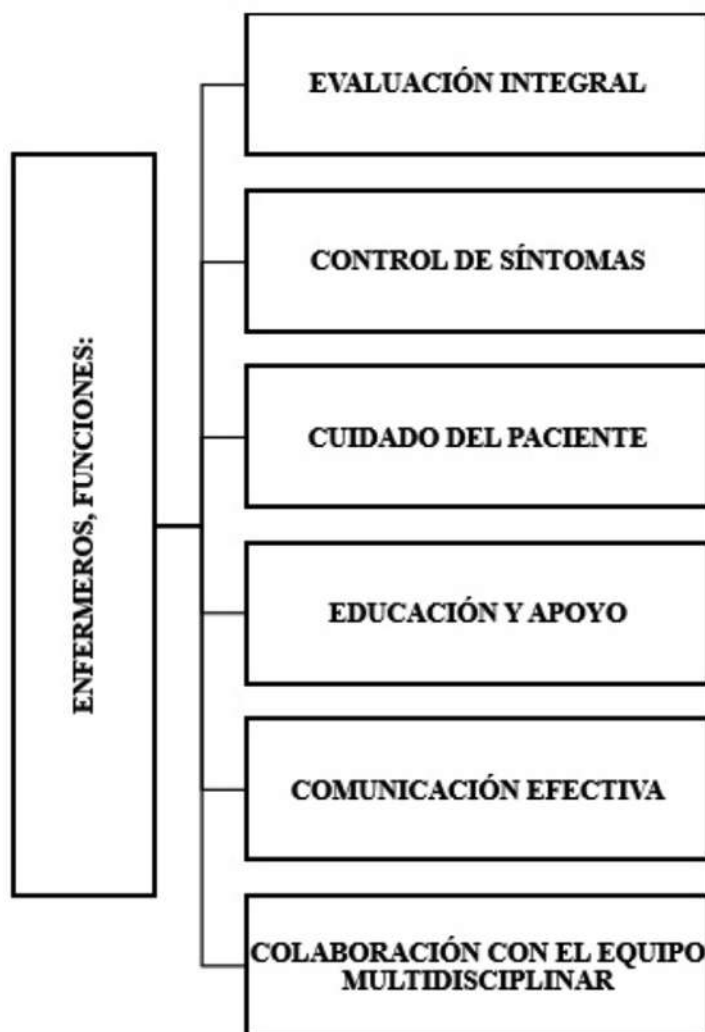 ENFERMEROS, FUNCIONES:
EVALUACIÓN INTEGRAL
CONTROL DE SÍNTOMAS
CUIDADO DEL PACIENTE
EDUCACIÓN Y APOYO
COMUNICACIÓN EFECTIVA
COLABORACIÓN CON EL EQUIPO
MULTIDISCIPLINAR